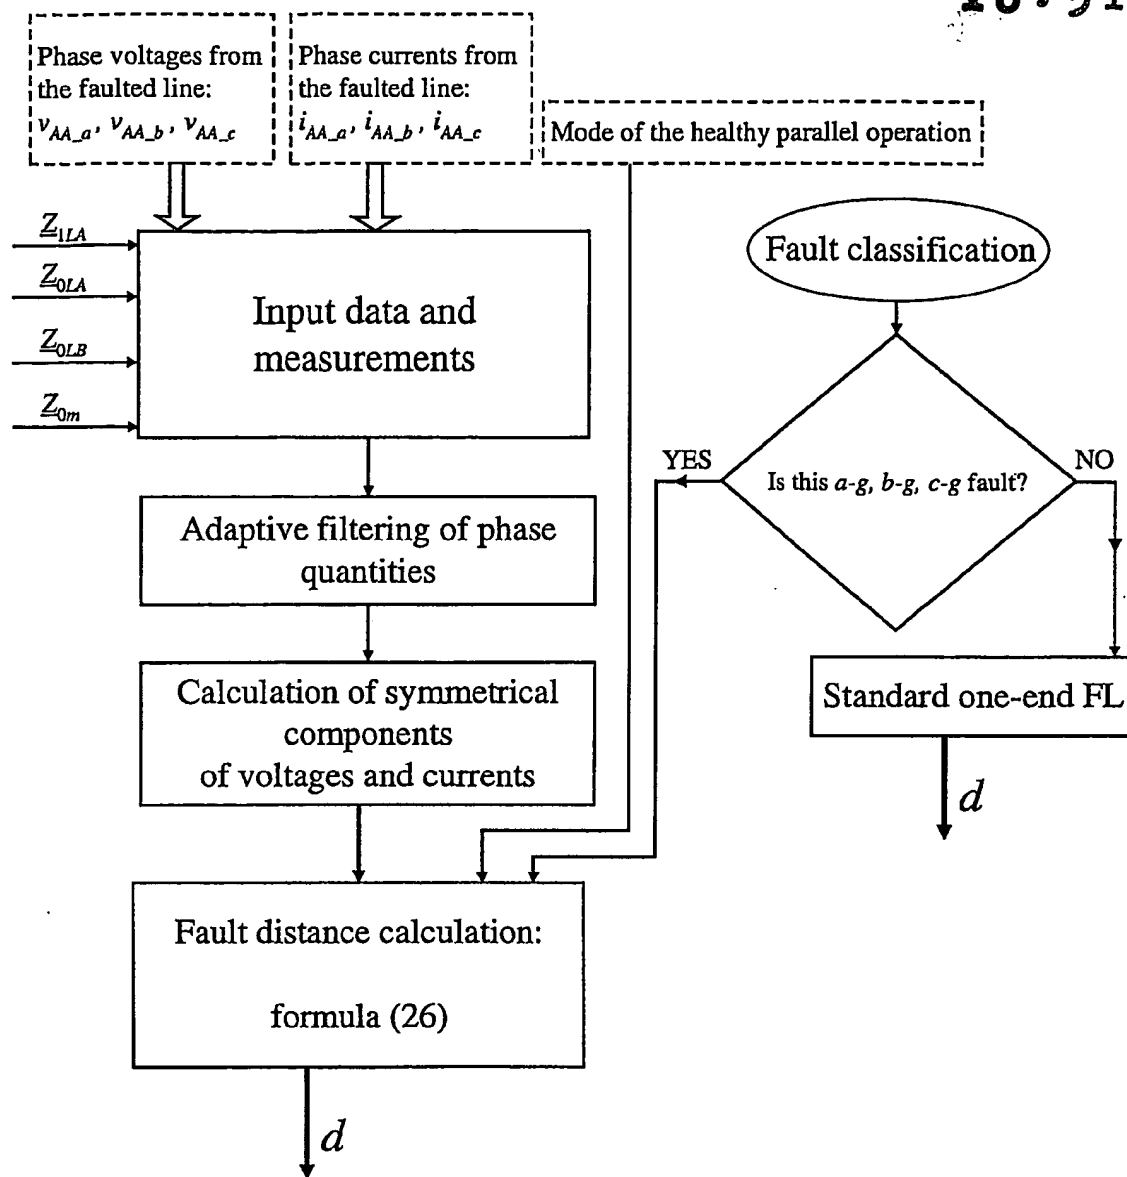 Phase voltages from
the faulted line:
v_AA_a, v_AA_b, v_AA_c
Phase currents from
the faulted line:
i_AA_a, i_AA_b, i_AA_c
Mode of the healthy parallel operation
Z_1LA
Z_0LA
Z_0LB
Z_0m
Input data and
measurements
Fault classification
YES
Is this a-g, b-g, c-g fault?
NO
Adaptive filtering of phase
quantities
Calculation of symmetrical
components
of voltages and currents
Standard one-end FL
d
Fault distance calculation:
formula (26)
d